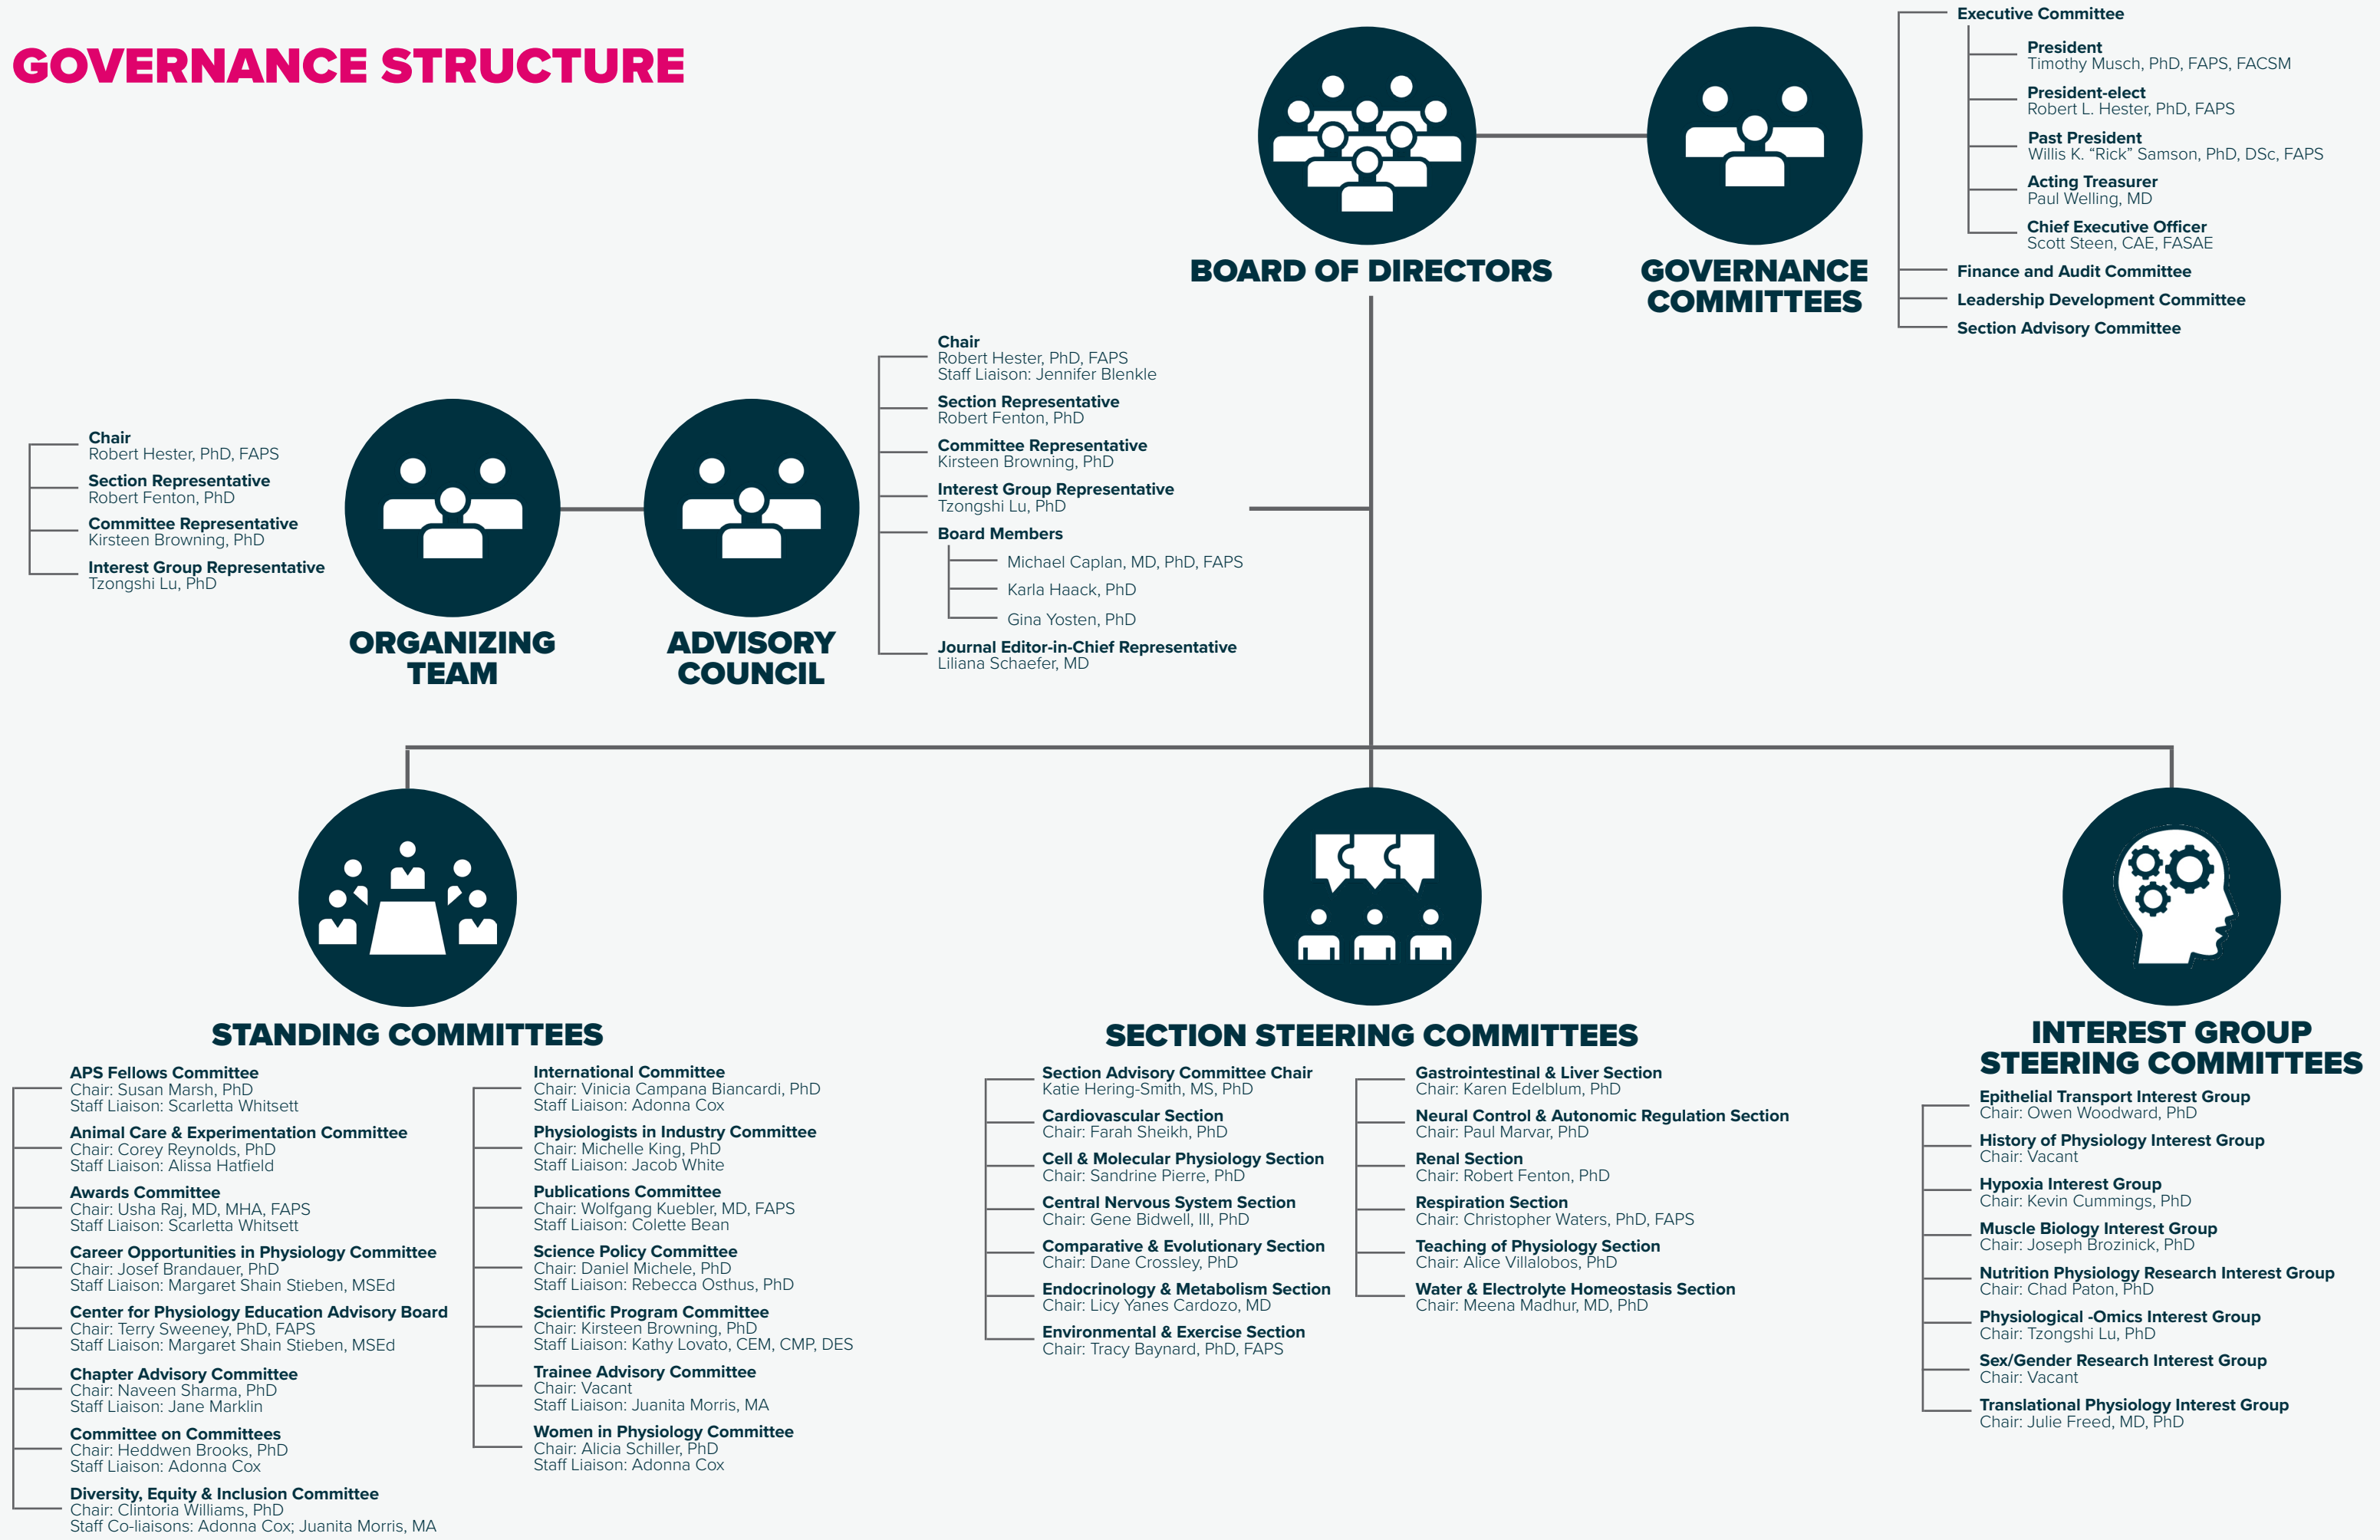 GOVERNANCE STRUCTURE
BOARD OF DIRECTORS
GOVERNANCE
COMMITTEES
Executive Committee
President
Timothy Musch, PhD, FAPS, FACSM
President-elect
Robert L. Hester, PhD, FAPS
Past President
Willis K. “Rick” Samson, PhD, DSc, FAPS
Acting Treasurer
Paul Welling, MD
Chief Executive Officer
Scott Steen, CAE, FASAE
Finance and Audit Committee
Leadership Development Committee
Section Advisory Committee
Chair
Robert Hester, PhD, FAPS
Section Representative
Robert Fenton, PhD
Committee Representative
Kirsteen Browning, PhD
Interest Group Representative
Tzongshi Lu, PhD
ORGANIZING
TEAM
ADVISORY
COUNCIL
Chair
Robert Hester, PhD, FAPS
Staff Liaison: Jennifer Blenkle
Section Representative
Robert Fenton, PhD
Committee Representative
Kirsteen Browning, PhD
Interest Group Representative
Tzongshi Lu, PhD
Board Members
Michael Caplan, MD, PhD, FAPS
Karla Haack, PhD
Gina Yosten, PhD
Journal Editor-in-Chief Representative
Liliana Schaefer, MD
STANDING COMMITTEES
APS Fellows Committee
Chair: Susan Marsh, PhD
Staff Liaison: Scarletta Whitsett
Animal Care & Experimentation Committee
Chair: Corey Reynolds, PhD
Staff Liaison: Alissa Hatfield
Awards Committee
Chair: Usha Raj, MD, MHA, FAPS
Staff Liaison: Scarletta Whitsett
Career Opportunities in Physiology Committee
Chair: Josef Brandauer, PhD
Staff Liaison: Margaret Shain Stieben, MSEd
Center for Physiology Education Advisory Board
Chair: Terry Sweeney, PhD, FAPS
Staff Liaison: Margaret Shain Stieben, MSEd
Chapter Advisory Committee
Chair: Naveen Sharma, PhD
Staff Liaison: Jane Marklin
Committee on Committees
Chair: Heddwen Brooks, PhD
Staff Liaison: Adonna Cox
Diversity, Equity & Inclusion Committee
Chair: Clintoria Williams, PhD
Staff Co-liaisons: Adonna Cox; Juanita Morris, MA
International Committee
Chair: Vinicia Campana Biancardi, PhD
Staff Liaison: Adonna Cox
Physiologists in Industry Committee
Chair: Michelle King, PhD
Staff Liaison: Jacob White
Publications Committee
Chair: Wolfgang Kuebler, MD, FAPS
Staff Liaison: Colette Bean
Science Policy Committee
Chair: Daniel Michele, PhD
Staff Liaison: Rebecca Osthus, PhD
Scientific Program Committee
Chair: Kirsteen Browning, PhD
Staff Liaison: Kathy Lovato, CEM, CMP, DES
Trainee Advisory Committee
Chair: Vacant
Staff Liaison: Juanita Morris, MA
Women in Physiology Committee
Chair: Alicia Schiller, PhD
Staff Liaison: Adonna Cox
SECTION STEERING COMMITTEES
Section Advisory Committee Chair
Katie Hering-Smith, MS, PhD
Cardiovascular Section
Chair: Farah Sheikh, PhD
Cell & Molecular Physiology Section
Chair: Sandrine Pierre, PhD
Central Nervous System Section
Chair: Gene Bidwell, III, PhD
Comparative & Evolutionary Section
Chair: Dane Crossley, PhD
Endocrinology & Metabolism Section
Chair: Licy Yanes Cardozo, MD
Environmental & Exercise Section
Chair: Tracy Baynard, PhD, FAPS
Gastrointestinal & Liver Section
Chair: Karen Edelblum, PhD
Neural Control & Autonomic Regulation Section
Chair: Paul Marvar, PhD
Renal Section
Chair: Robert Fenton, PhD
Respiration Section
Chair: Christopher Waters, PhD, FAPS
Teaching of Physiology Section
Chair: Alice Villalobos, PhD
Water & Electrolyte Homeostasis Section
Chair: Meena Madhur, MD, PhD
INTEREST GROUP
STEERING COMMITTEES
Epithelial Transport Interest Group
Chair: Owen Woodward, PhD
History of Physiology Interest Group
Chair: Vacant
Hypoxia Interest Group
Chair: Kevin Cummings, PhD
Muscle Biology Interest Group
Chair: Joseph Brozinick, PhD
Nutrition Physiology Research Interest Group
Chair: Chad Paton, PhD
Physiological -Omics Interest Group
Chair: Tzongshi Lu, PhD
Sex/Gender Research Interest Group
Chair: Vacant
Translational Physiology Interest Group
Chair: Julie Freed, MD, PhD